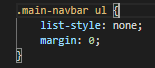 .main-navbar ul {
    list-style: none;
    margin: 0;
}